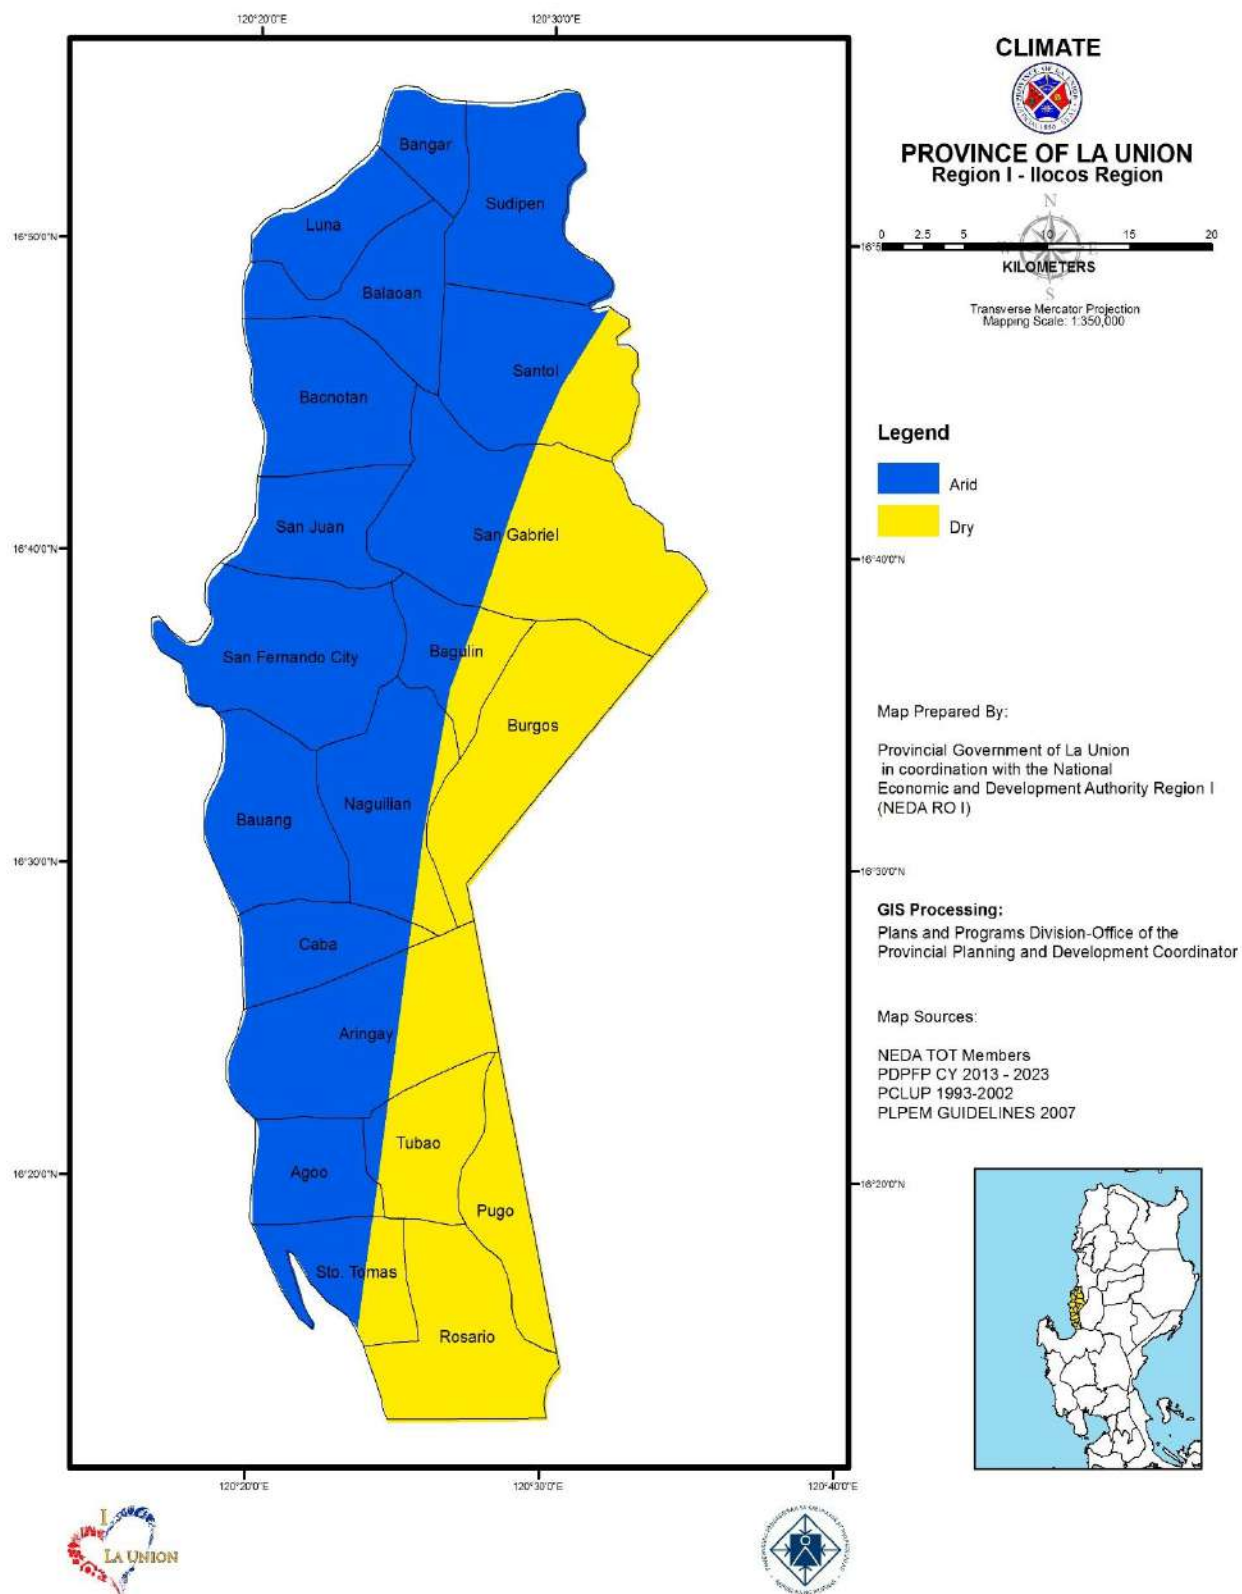 120°20'0"E
120°30'0"E
CLIMATE
PROVINCE OF LA UNION
Region I - Ilocos Region
N
0 2.5 5 10 15 20
E
KILOMETERS
S
Transverse Mercator Projection
Mapping Scale: 1:350,000
16°50'0"N
Bangar
Sudipen
Luna
Balaoan
Santol
Bacnotan
Legend
Arid
Dry
San Juan
San Gabriel
16°40'0"N
16°40'0"N
San Fernando City
Bagulin
Burgos
Map Prepared By:
Provincial Government of La Union
in coordination with the National
Economic and Development Authority Region I
(NEDA RO I)
Naguilian
Bauang
16°30'0"N
16°30'0"N
GIS Processing:
Plans and Programs Division-Office of the
Provincial Planning and Development Coordinator
Caba
Aringay
Map Sources:
NEDA TOT Members
PDPFP CY 2013 - 2023
PCLUP 1993-2002
PLPEM GUIDELINES 2007
Tubao
Agoo
16°20'0"N
16°20'0"N
Pugo
Sto. Tomas
Rosario
120°20'0"E
120°30'0"E
120°40'0"E
I
LA UNION